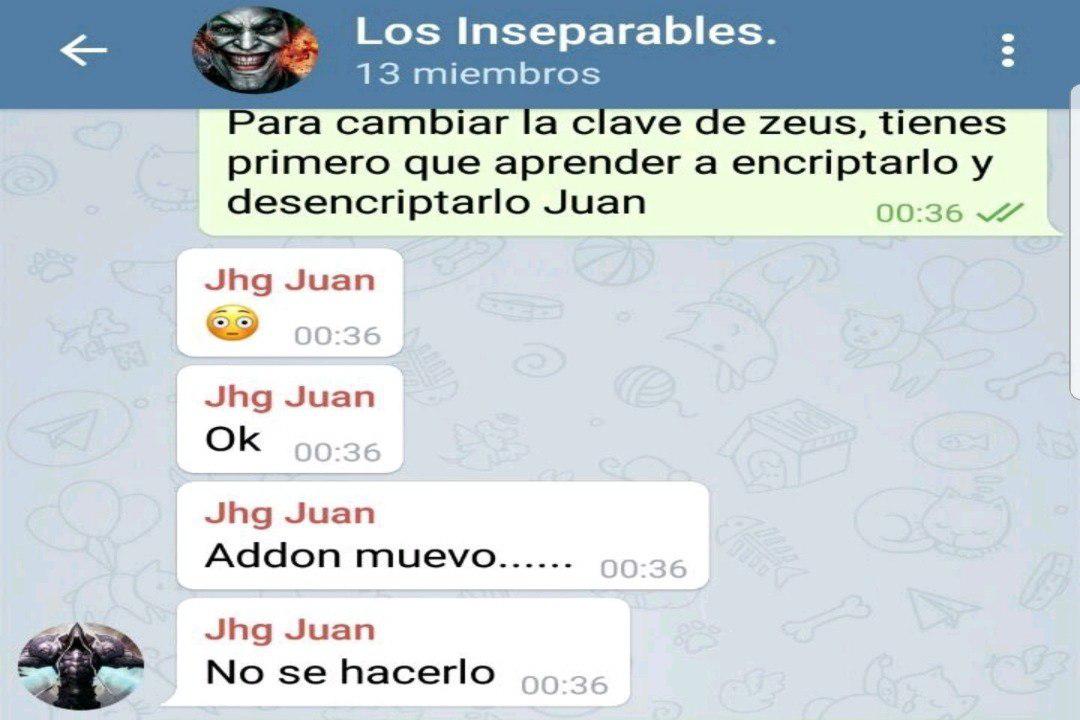 Los Inseparables.
13 miembros
Para cambiar la clave de zeus, tienes
primero que aprender a encriptarlo y
desencriptarlo Juan
00:36
Jhg Juan
😳 00:36
Jhg Juan
Ok 00:36
Jhg Juan
Addon muevo...... 00:36
Jhg Juan
No se hacerlo 00:36